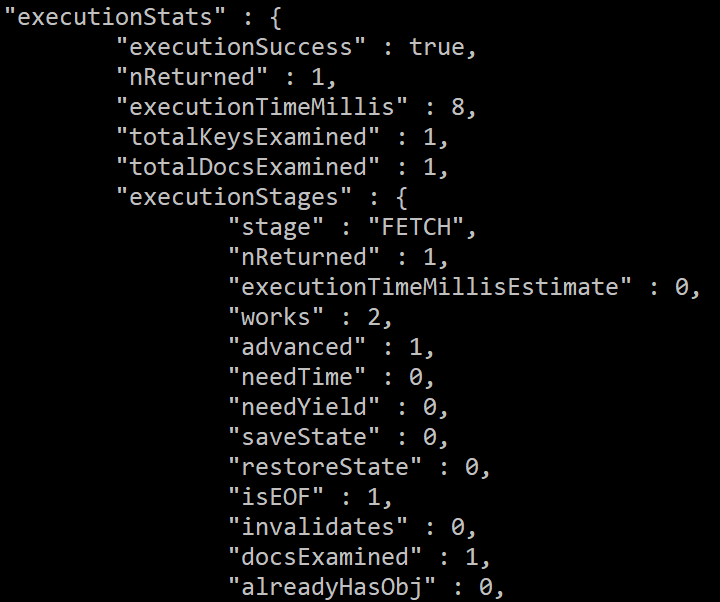 "executionStats" : {
"executionSuccess" : true,
"nReturned" : 1,
"executionTimeMillis" : 8,
"totalKeysExamined" : 1,
"totalDocsExamined" : 1,
"executionStages" : {
"stage" : "FETCH",
"nReturned" : 1,
"executionTimeMillisEstimate" : 0,
"works" : 2,
"advanced" : 1,
"needTime" : 0,
"needYield" : 0,
"saveState" : 0,
"restoreState" : 0,
"isEOF" : 1,
"invalidates" : 0,
"docsExamined" : 1,
"alreadyHasObj" : 0,